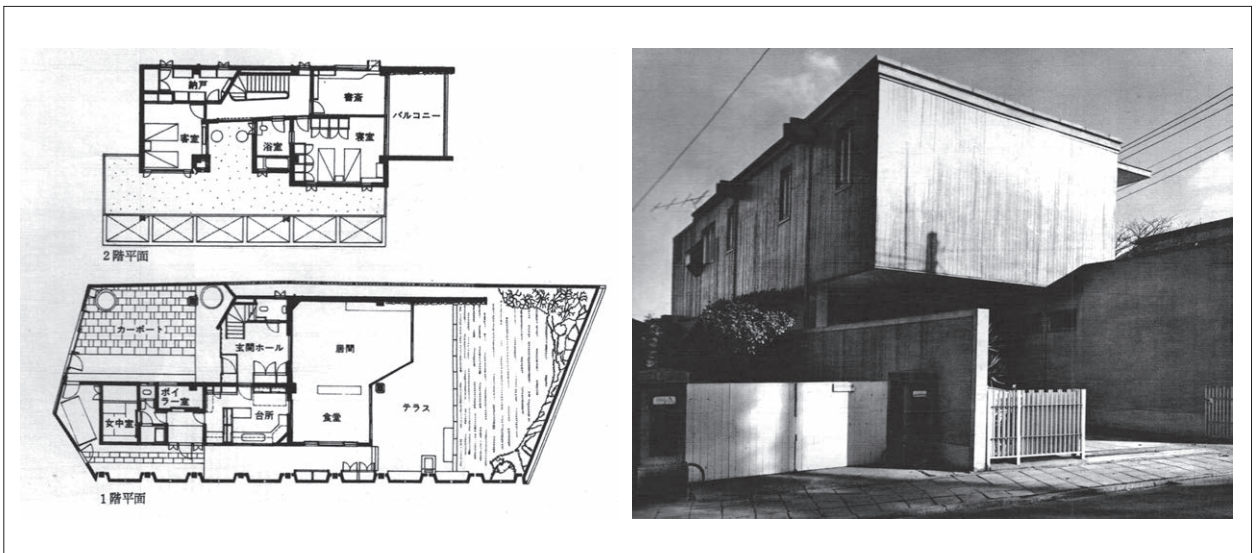 納戸
書斎
バルコニー
客室
浴室
寝室
2階平面
カーポート
玄関ホール
居間
ボイ
ラー室
台所
食堂
テラス
女中室
1階平面